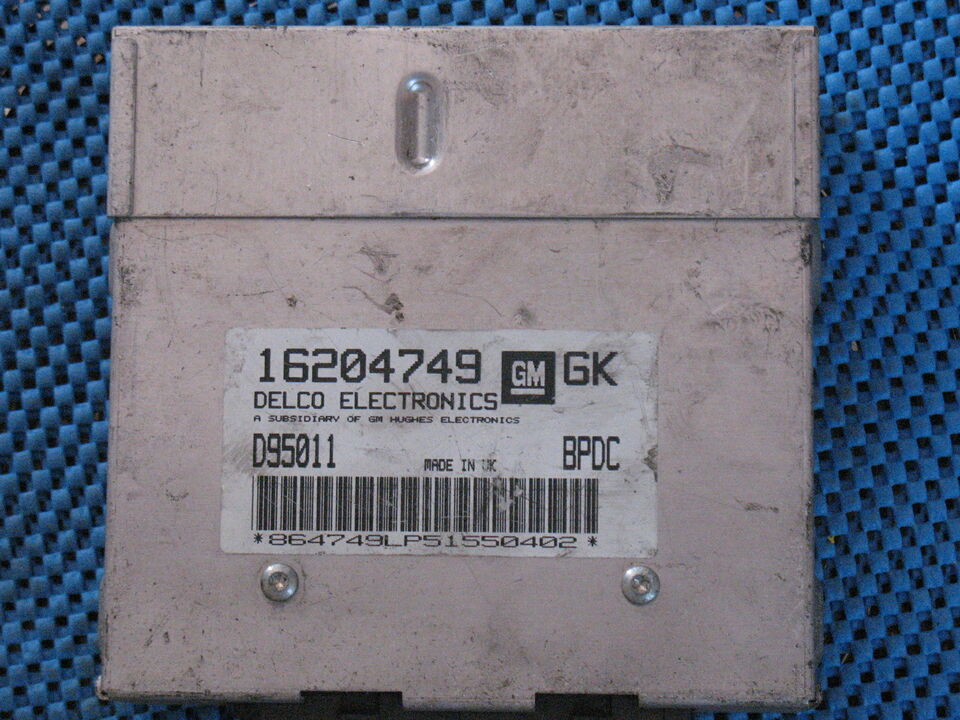 16204749 GM GK
DELCO ELECTRONICS
A SUBSIDIARY OF GM HUGHES ELECTRONICS
D95011 MADE IN UK BPDC
*864749LP51550402*